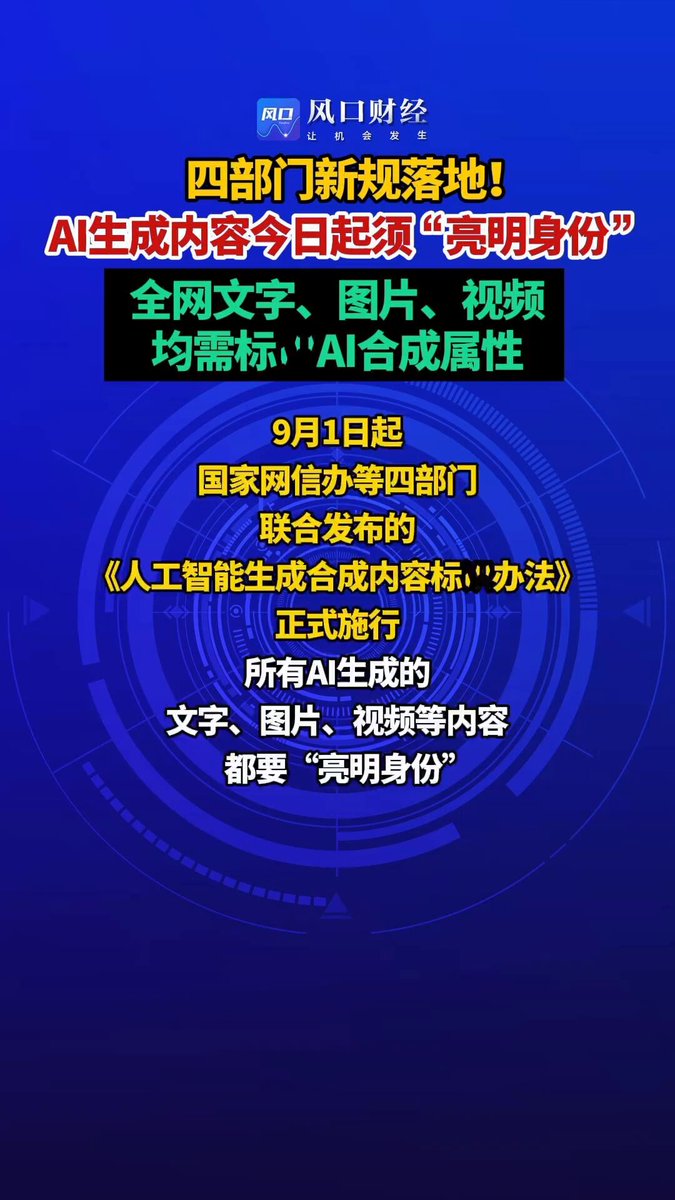 风口
风口财经
让机会发生
四部门新规落地！
AI生成内容今日起须“亮明身份”
全网文字、图片、视频
均需标 AI合成属性
9月1日起
国家网信办等四部门
联合发布的
《人工智能生成合成内容标 办法》
正式施行
所有AI生成的
文字、图片、视频等内容
都要“亮明身份”